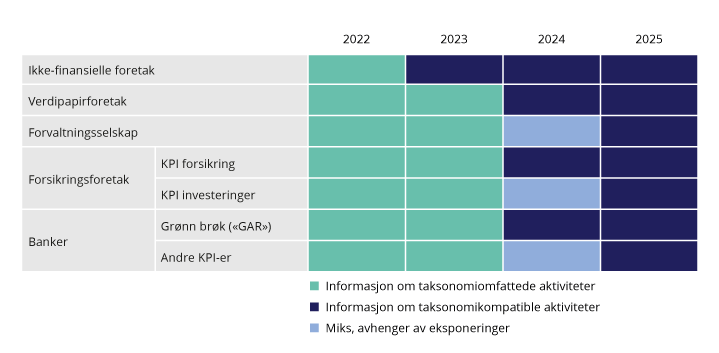 2022 2023 2024 2025
Ikke-finansielle foretak
Verdipapirforetak
Forvaltningsselskap
Forsikringsforetak
KPI forsikring
KPI investeringer
Banker
Grønn brøk («GAR»)
Andre KPI-er
Informasjon om taksonomiomfattede aktiviteter
Informasjon om taksonomikompatible aktiviteter
Miks, avhenger av eksponeringer